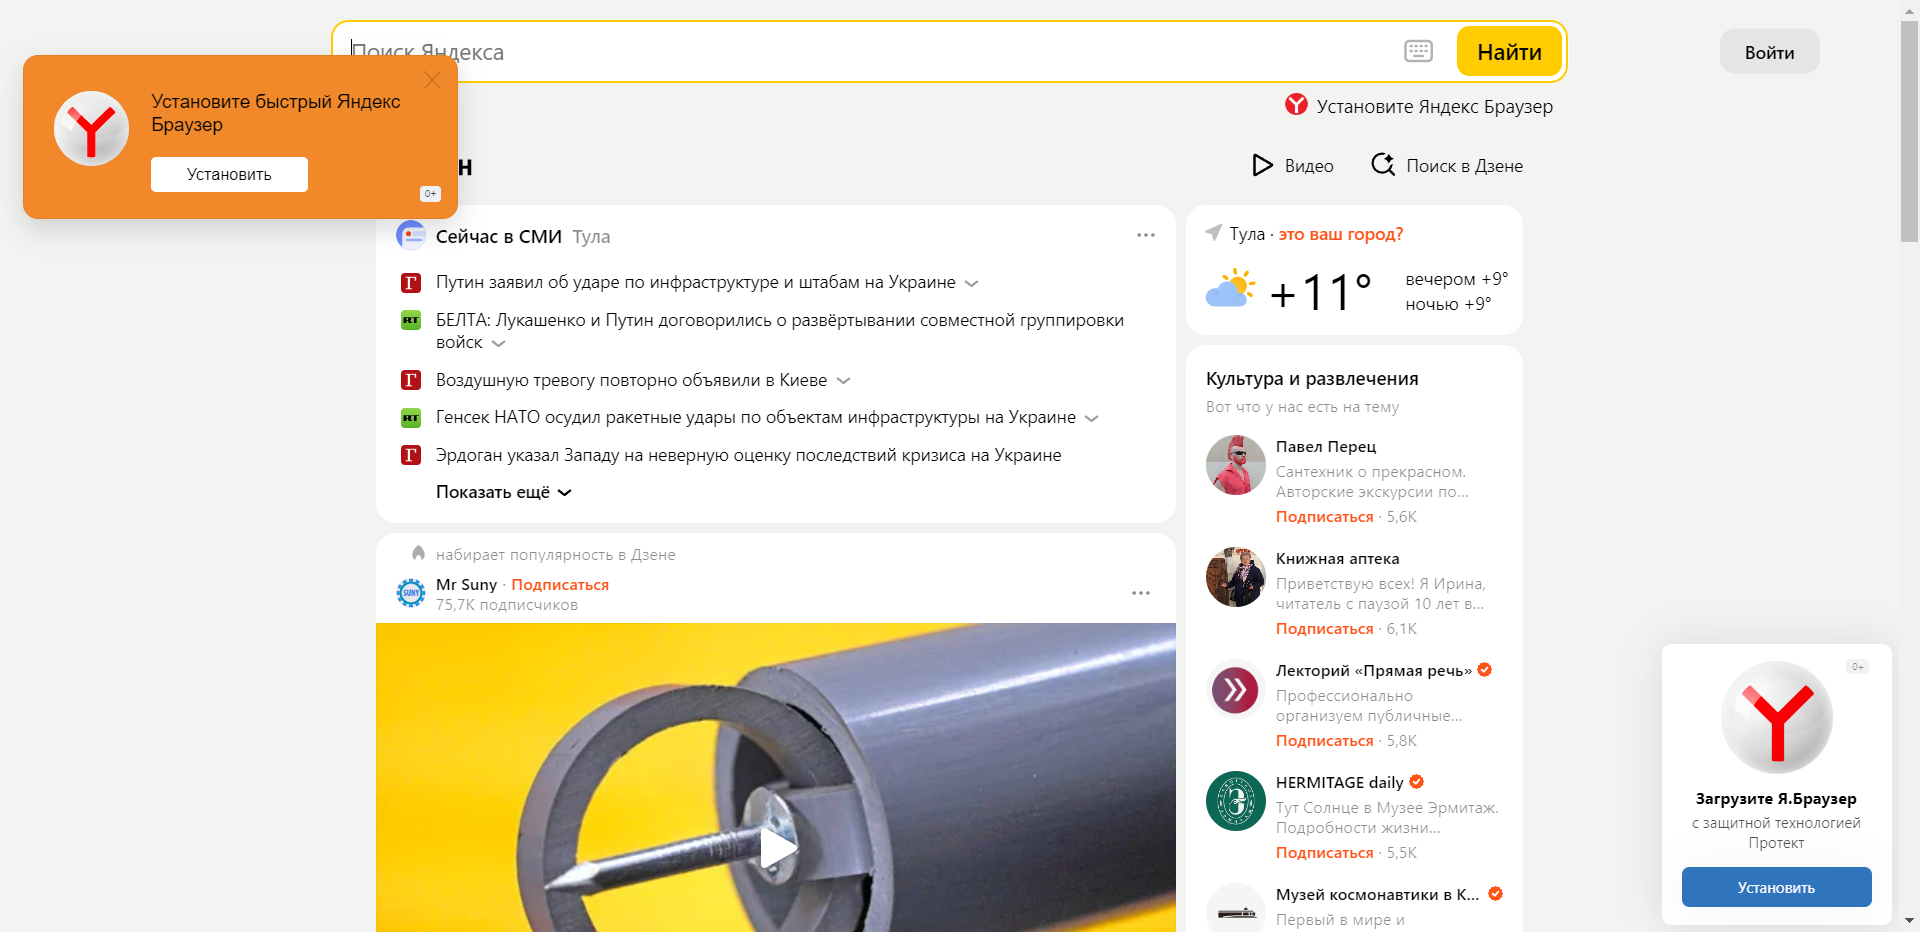 Поиск Яндекса
Найти
Войти
Установите быстрый Яндекс
Браузер
Установить
0+
Установите Яндекс Браузер
н
Видео
Поиск в Дзене
Сейчас в СМИ Тула
Путин заявил об ударе по инфраструктуре и штабам на Украине
БЕЛТА: Лукашенко и Путин договорились о развёртывании совместной группировки
войск
Воздушную тревогу повторно объявили в Киеве
Генсек НАТО осудил ракетные удары по объектам инфраструктуры на Украине
Эрдоган указал Западу на неверную оценку последствий кризиса на Украине
Г
RT
Г
RT
Г
Показать ещё
набирает популярность в Дзене
SUNY
Mr Suny · Подписаться
75,7K подписчиков
Тула · это ваш город?
+11°
вечером +9°
ночью +9°
Культура и развлечения
Вот что у нас есть на тему
Павел Перец
Сантехник о прекрасном.
Авторские экскурсии по...
Подписаться · 5,6K
Книжная аптека
Приветствую всех! Я Ирина,
читатель с паузой 10 лет в...
Подписаться · 6,1K
Лекторий «Прямая речь»
Профессионально
организуем публичные...
Подписаться · 5,8K
HERMITAGE daily
Тут Солнце в Музее Эрмитаж.
Подробности жизни...
Подписаться · 5,5K
Музей космонавтики в К...
Первый в мире и
0+
Загрузите Я.Браузер
с защитной технологией
Протект
Установить